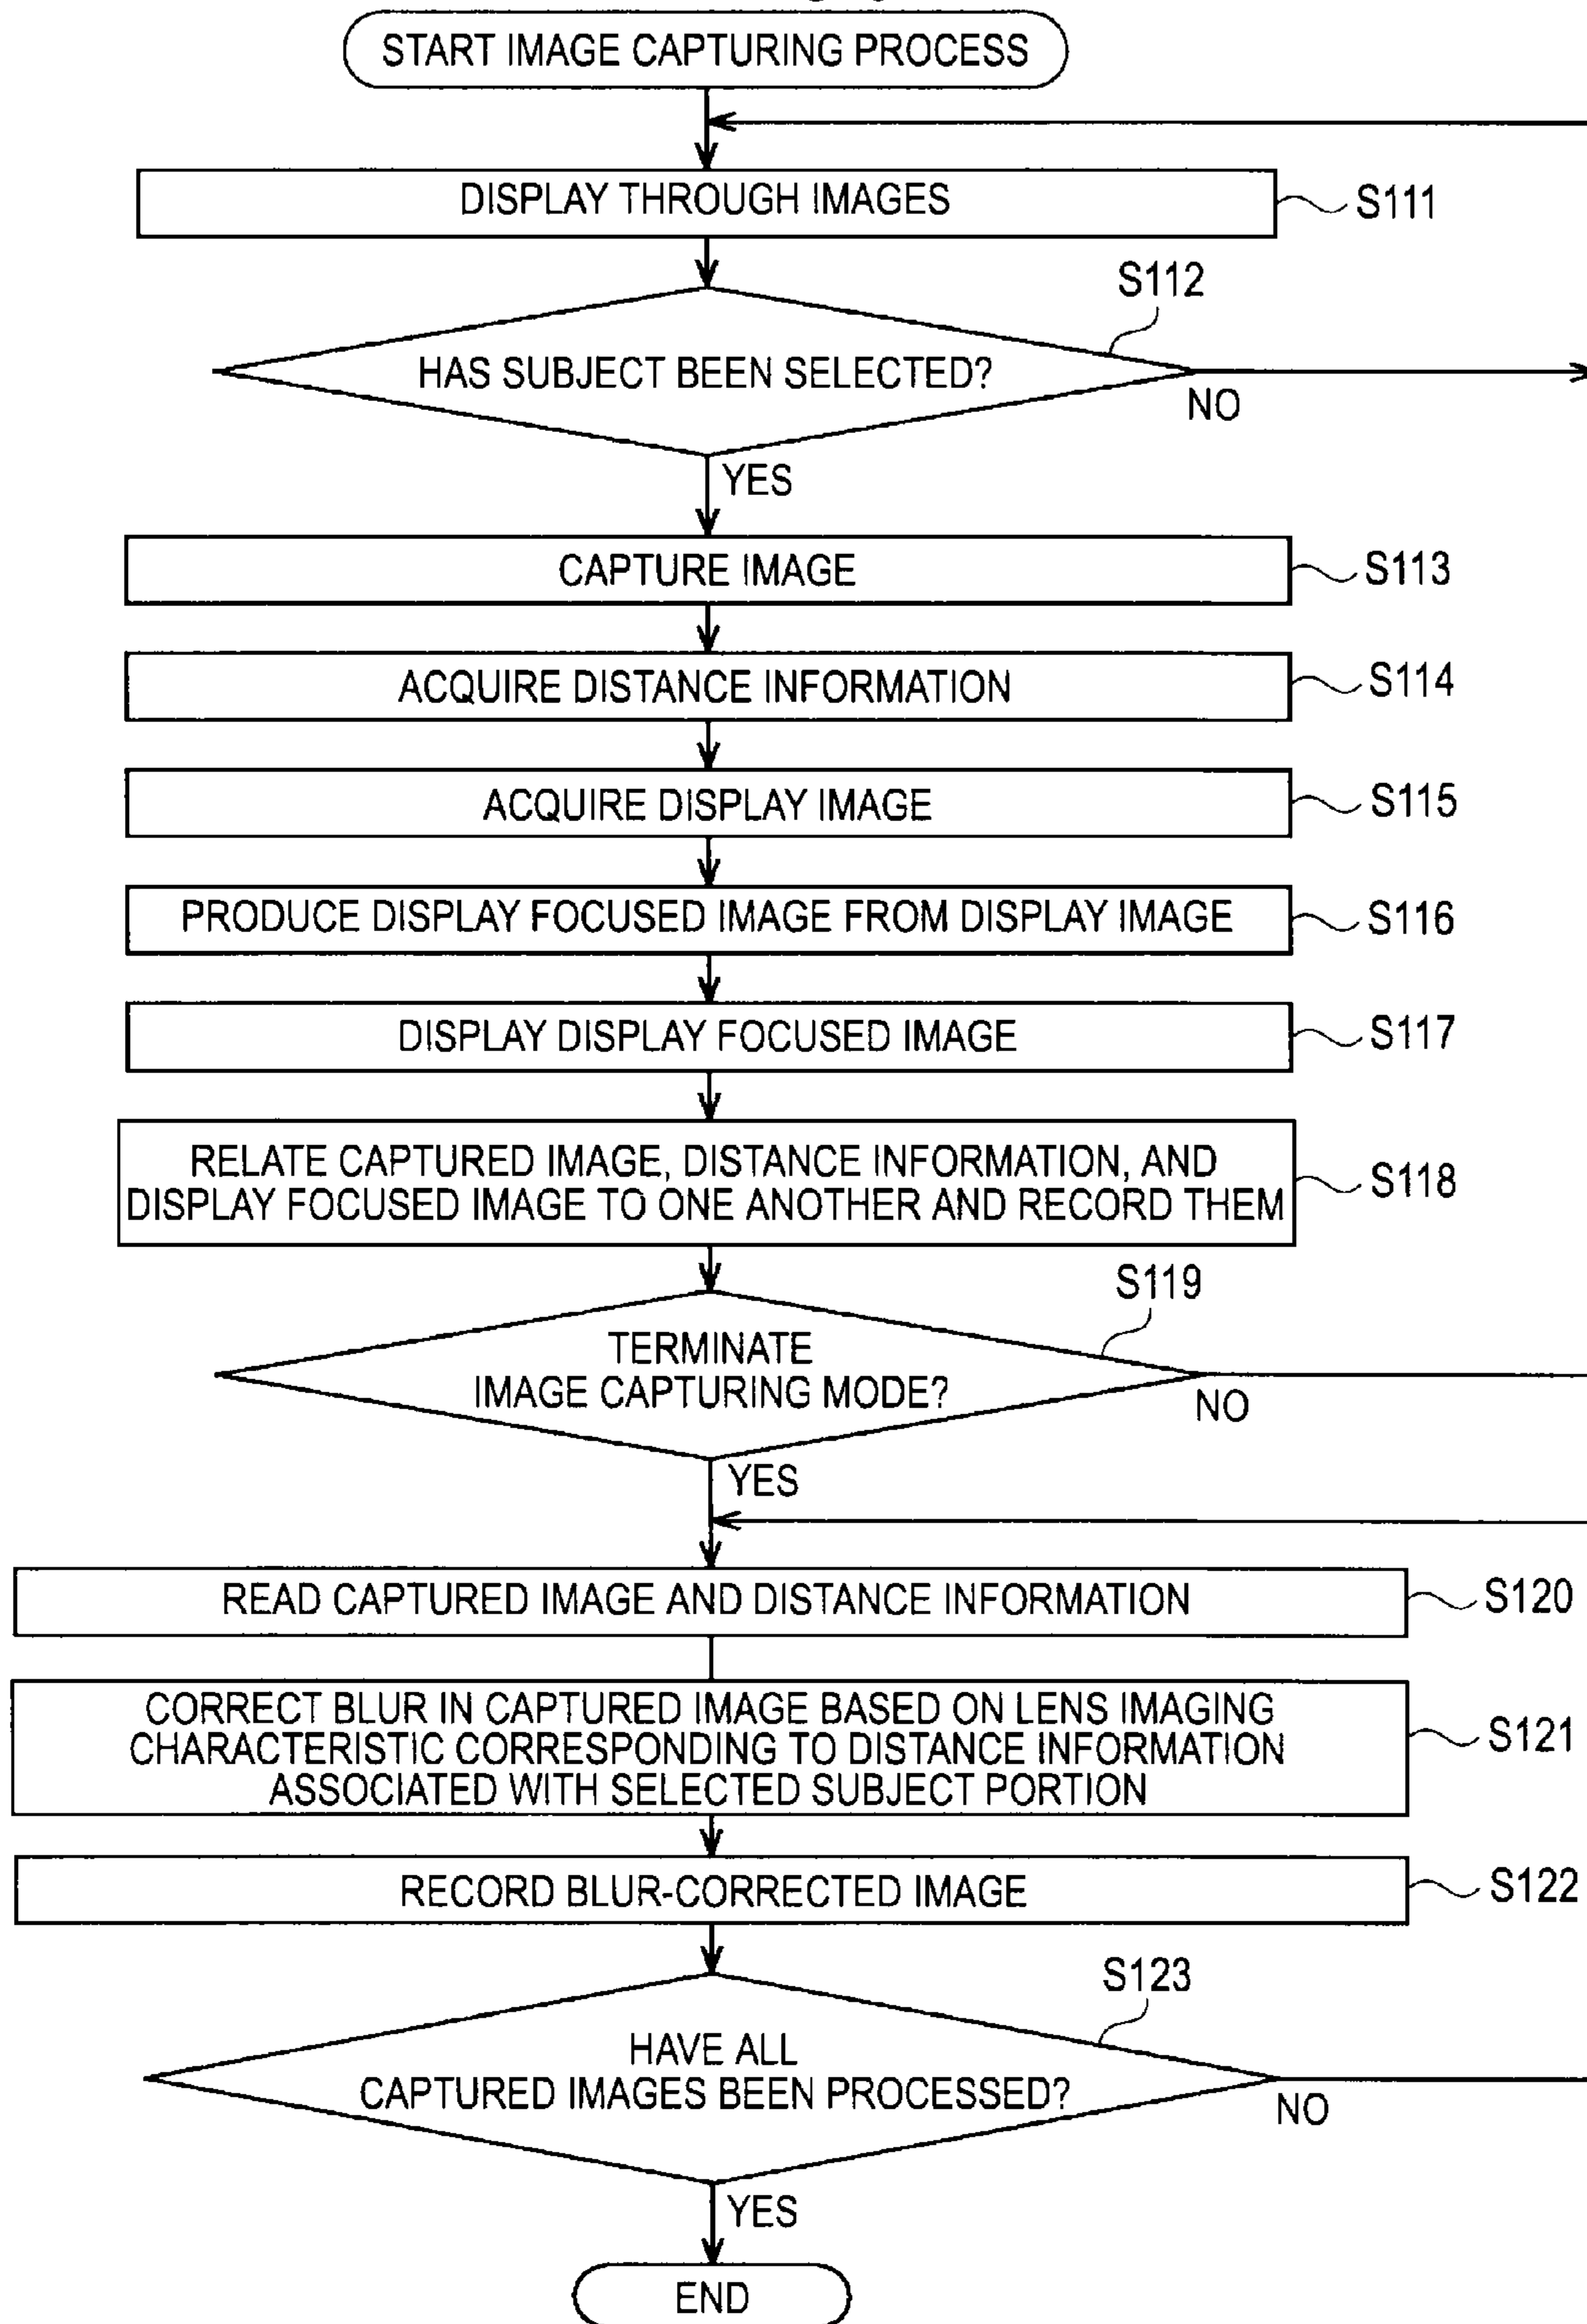 START IMAGE CAPTURING PROCESS
DISPLAY THROUGH IMAGES
S111
S112
HAS SUBJECT BEEN SELECTED?
NO
YES
CAPTURE IMAGE
S113
ACQUIRE DISTANCE INFORMATION
S114
ACQUIRE DISPLAY IMAGE
S115
PRODUCE DISPLAY FOCUSED IMAGE FROM DISPLAY IMAGE
S116
DISPLAY DISPLAY FOCUSED IMAGE
S117
RELATE CAPTURED IMAGE, DISTANCE INFORMATION, AND
DISPLAY FOCUSED IMAGE TO ONE ANOTHER AND RECORD THEM
S118
S119
TERMINATE
IMAGE CAPTURING MODE?
NO
YES
READ CAPTURED IMAGE AND DISTANCE INFORMATION
S120
CORRECT BLUR IN CAPTURED IMAGE BASED ON LENS IMAGING
CHARACTERISTIC CORRESPONDING TO DISTANCE INFORMATION
ASSOCIATED WITH SELECTED SUBJECT PORTION
S121
RECORD BLUR-CORRECTED IMAGE
S122
S123
HAVE ALL
CAPTURED IMAGES BEEN PROCESSED?
NO
YES
END